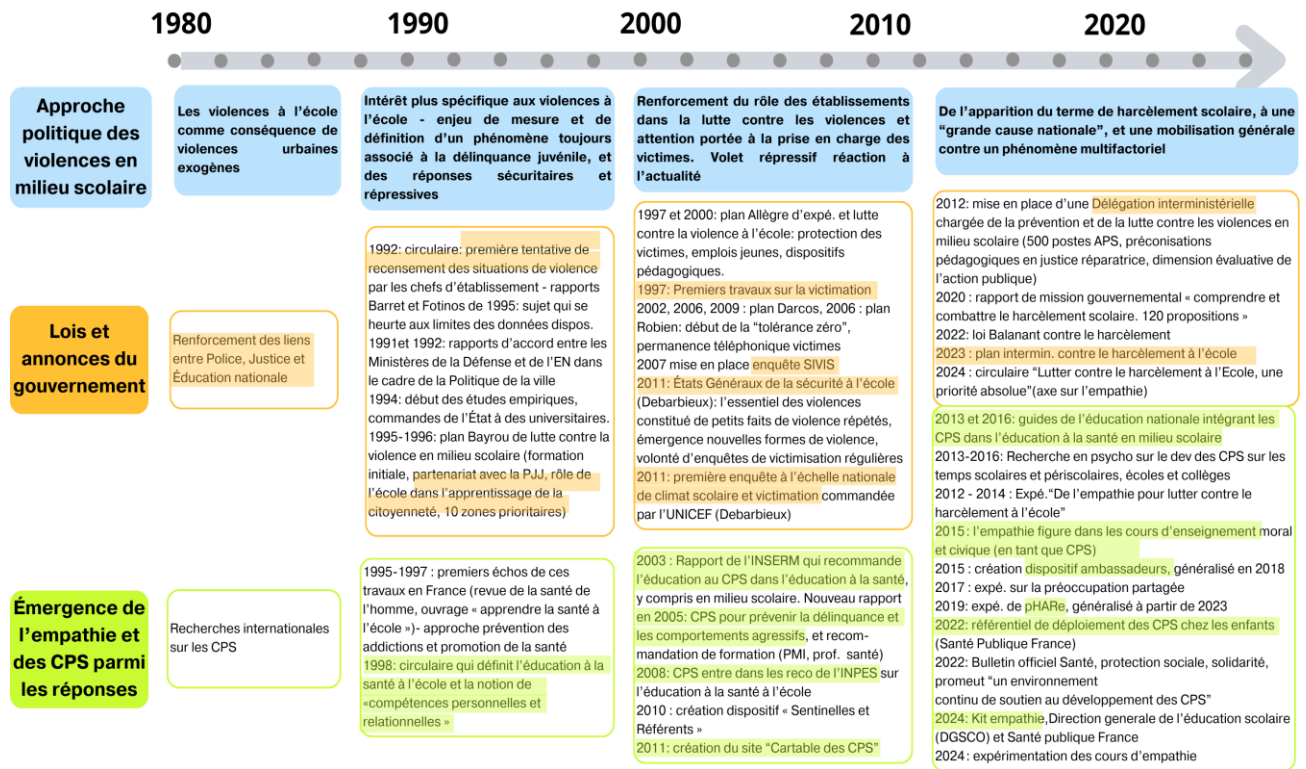 1980
1990
2000
2010
2020
Approche
politique des
violences en
milieu scolaire
Les violences à l'école
comme conséquence de
violences urbaines
exogènes
Intérêt plus spécifique aux violences à
l'école - enjeu de mesure et de
définition d'un phénomène toujours
associé à la délinquance juvénile, et
des réponses sécuritaires et
répressives
Renforcement du rôle des établissements
dans la lutte contre les violences et
attention portée à la prise en charge des
victimes. Volet répressif réaction à
l'actualité
De l'apparition du terme de harcèlement scolaire, à une
"grande cause nationale", et une mobilisation générale
contre un phénomène multifactoriel
Lois et
annonces du
gouvernement
Renforcement des liens
entre Police, Justice et
Éducation nationale
1992: circulaire: première tentative de
recensement des situations de violence
par les chefs d'établissement - rapports
Barret et Fotinos de 1995: sujet qui se
heurte aux limites des données dispos.
1991et 1992: rapports d'accord entre les
Ministères de la Défense et de l'EN dans
le cadre de la Politique de la ville
1994: début des études empiriques,
commandes de l'État à des universitaires.
1995-1996: plan Bayrou de lutte contre la
violence en milieu scolaire (formation
initiale, partenariat avec la PJJ, rôle de
l'école dans l'apprentissage de la
citoyenneté, 10 zones prioritaires)
1997 et 2000: plan Allègre d'expé. et lutte
contre la violence à l'école: protection des
victimes, emplois jeunes, dispositifs
pédagogiques.
1997: Premiers travaux sur la victimation
2002, 2006, 2009 : plan Darcos, 2006 : plan
Robien: début de la "tolérance zéro",
permanence téléphonique victimes
2007 mise en place enquête SIVIS
2011: États Généraux de la sécurité à l'école
(Debarbieux): l'essentiel des violences
constitué de petits faits de violence répétés,
émergence nouvelles formes de violence,
volonté d'enquêtes de victimisation régulières
2011: première enquête à l'échelle nationale
de climat scolaire et victimation commandée
par l'UNICEF (Debarbieux)
2012: mise en place d'une Délégation interministérielle
chargée de la prévention et de la lutte contre les violences en
milieu scolaire (500 postes APS, préconisations
pédagogiques en justice réparatrice, dimension évaluative de
l'action publique)
2020 : rapport de mission gouvernemental « comprendre et
combattre le harcèlement scolaire. 120 propositions »
2022: loi Balanant contre le harcèlement
2023 : plan intermin. contre le harcèlement à l'école
2024 : circulaire "Lutter contre le harcèlement à l'Ecole, une
priorité absolue"(axe sur l'empathie)
Émergence de
l'empathie et
des CPS parmi
les réponses
Recherches internationales
sur les CPS
1995-1997 : premiers échos de ces
travaux en France (revue de la santé de
l'homme, ouvrage « apprendre la santé à
l'école »)- approche prévention des
addictions et promotion de la santé
1998: circulaire qui définit l'éducation à la
santé à l'école et la notion de
«compétences personnelles et
relationnelles »
2003 : Rapport de l'INSERM qui recommande
l'éducation au CPS dans l'éducation à la santé,
y compris en milieu scolaire. Nouveau rapport
en 2005: CPS pour prévenir la délinquance et
les comportements agressifs, et recom-
mandation de formation (PMI, prof. santé)
2008: CPS entre dans les reco de l'INPES sur
l'éducation à la santé à l'école
2010 : création dispositif « Sentinelles et
Référents »
2011: création du site "Cartable des CPS"
2013 et 2016: guides de l'éducation nationale intégrant les
CPS dans l'éducation à la santé en milieu scolaire
2013-2016: Recherche en psycho sur le dev des CPS sur les
temps scolaires et périscolaires, écoles et collèges
2012 - 2014 : Expé."De l'empathie pour lutter contre le
harcèlement à l'école"
2015 : l'empathie figure dans les cours d'enseignement moral
et civique (en tant que CPS)
2015 : création dispositif ambassadeurs, généralisé en 2018
2017 : expé. sur la préoccupation partagée
2019: expé. de pHARe, généralisé à partir de 2023
2022: référentiel de déploiement des CPS chez les enfants
(Santé Publique France)
2022: Bulletin officiel Santé, protection sociale, solidarité,
promeut "un environnement
continu de soutien au développement des CPS"
2024: Kit empathie,Direction generale de l'éducation scolaire
(DGSCO) et Santé publique France
2024 : expérimentation des cours d'empathie